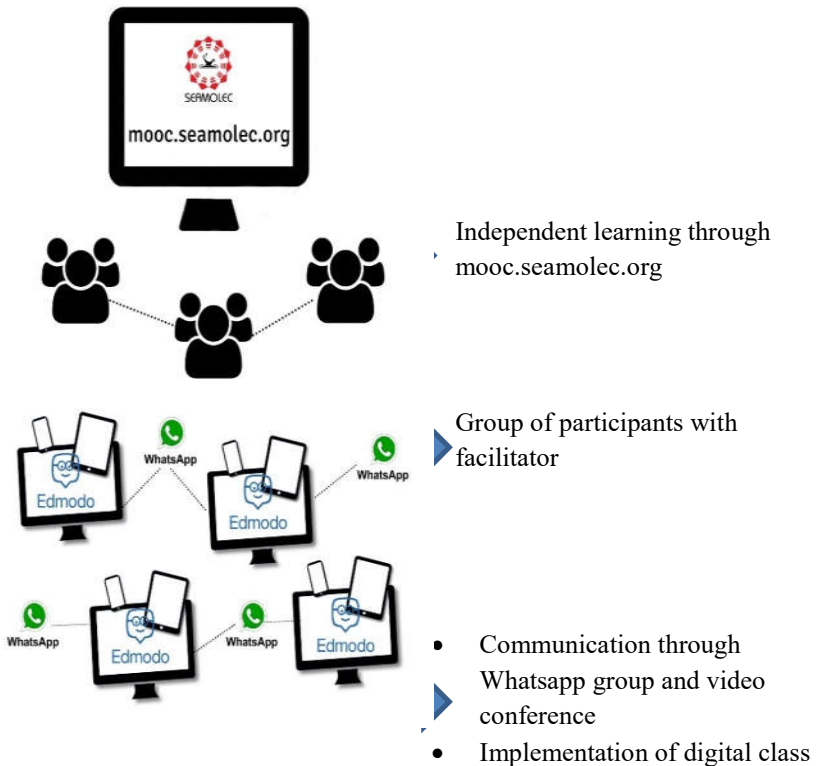 SEAMOLEC
mooc.seamolec.org
Independent learning through
mooc.seamolec.org
Group of participants with
facilitator
WhatsApp
WhatsApp
Edmodo
Edmodo
WhatsApp
WhatsApp
Edmodo
Edmodo
• Communication through
Whatsapp group and video
conference
• Implementation of digital class